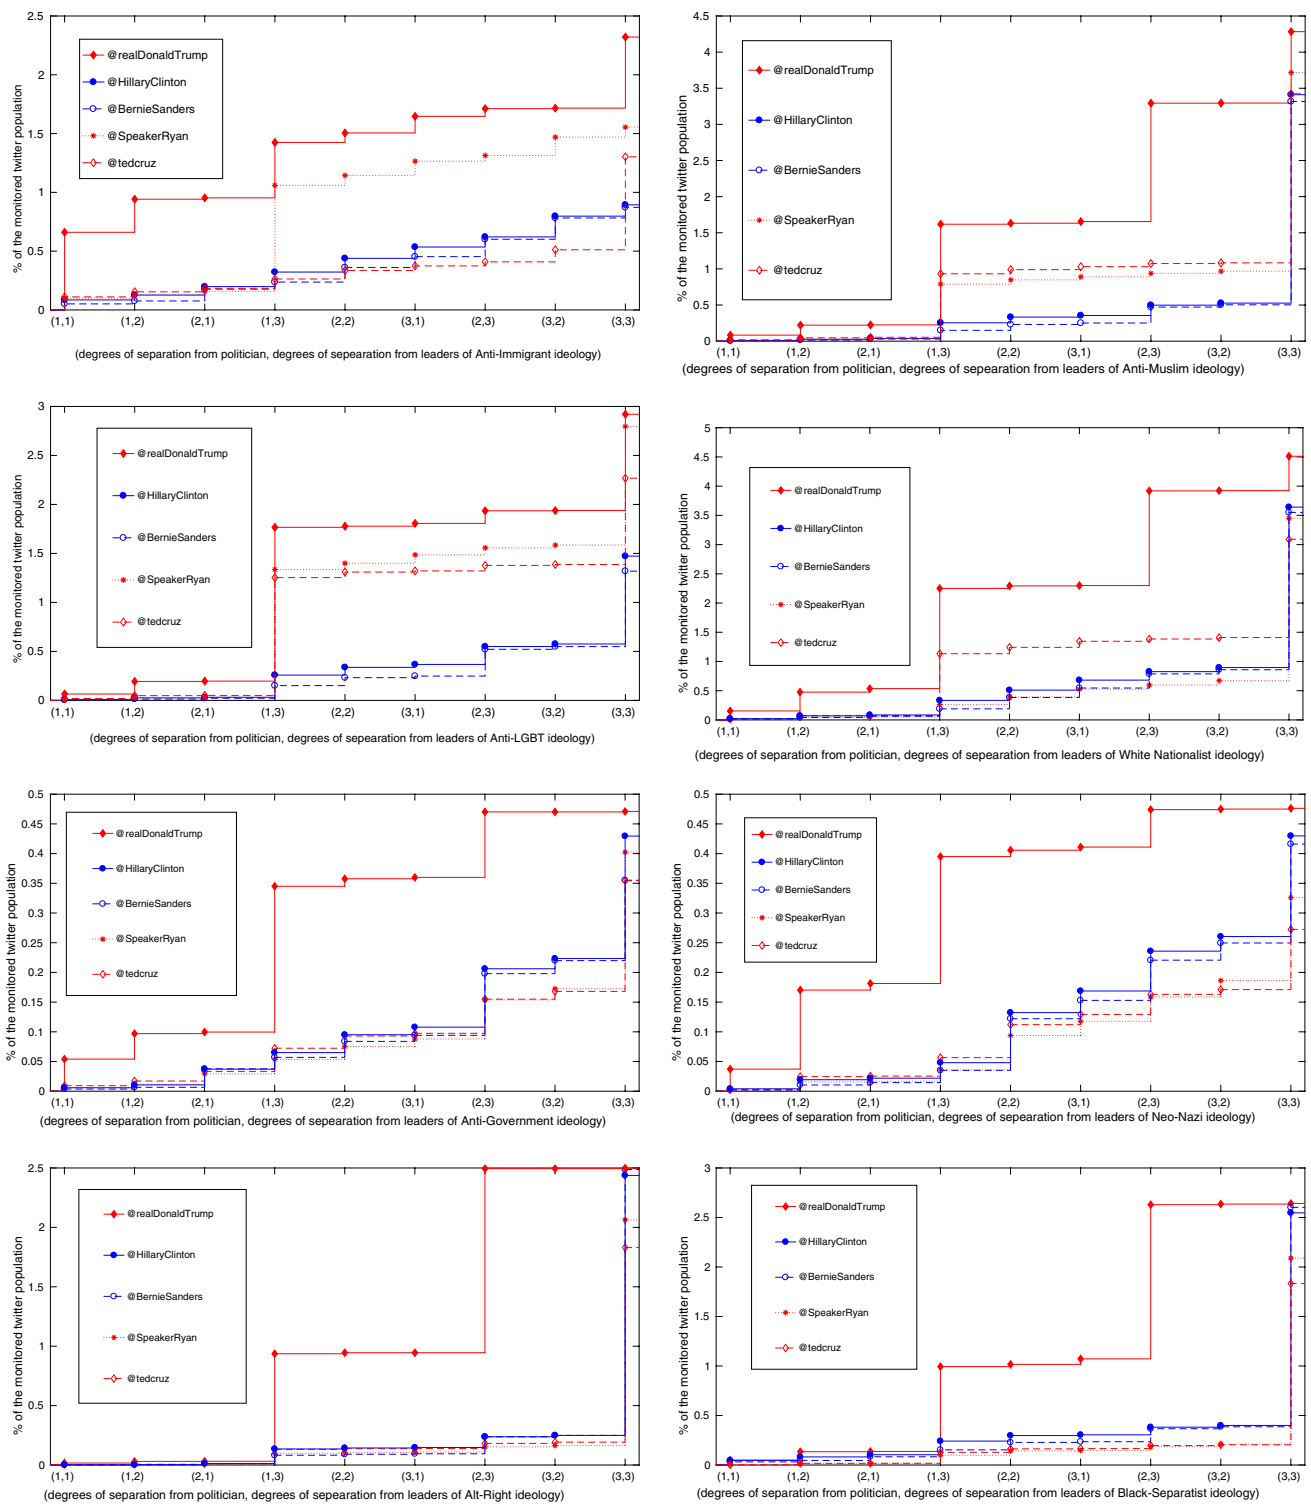 2.5
2
1.5
1
0.5
0
% of the monitored twitter population
@realDonaldTrump
@HillaryClinton
@BernieSanders
@SpeakerRyan
@tedcruz
(1,1) (1,2) (2,1) (1,3) (2,2) (3,1) (2,3) (3,2) (3,3)
(degrees of separation from politician, degrees of sepearation from leaders of Anti-Immigrant ideology)
4.5
4
3.5
3
2.5
2
1.5
1
0.5
0
% of the monitored twitter population
@realDonaldTrump
@HillaryClinton
@BernieSanders
@SpeakerRyan
@tedcruz
(1,1) (1,2) (2,1) (1,3) (2,2) (3,1) (2,3) (3,2) (3,3)
(degrees of separation from politician, degrees of sepearation from leaders of Anti-Muslim ideology)
3
2.5
2
1.5
1
0.5
0
% of the monitored twitter population
@realDonaldTrump
@HillaryClinton
@BernieSanders
@SpeakerRyan
@tedcruz
(1,1) (1,2) (2,1) (1,3) (2,2) (3,1) (2,3) (3,2) (3,3)
(degrees of separation from politician, degrees of sepearation from leaders of Anti-LGBT ideology)
5
4.5
4
3.5
3
2.5
2
1.5
1
0.5
0
% of the monitored twitter population
@realDonaldTrump
@HillaryClinton
@BernieSanders
@SpeakerRyan
@tedcruz
(1,1) (1,2) (2,1) (1,3) (2,2) (3,1) (2,3) (3,2) (3,3)
(degrees of separation from politician, degrees of sepearation from leaders of White Nationalist ideology)
0.5
0.45
0.4
0.35
0.3
0.25
0.2
0.15
0.1
0.05
0
% of the monitored twitter population
@realDonaldTrump
@HillaryClinton
@BernieSanders
@SpeakerRyan
@tedcruz
(1,1) (1,2) (2,1) (1,3) (2,2) (3,1) (2,3) (3,2) (3,3)
(degrees of separation from politician, degrees of sepearation from leaders of Anti-Government ideology)
0.5
0.45
0.4
0.35
0.3
0.25
0.2
0.15
0.1
0.05
0
% of the monitored twitter population
@realDonaldTrump
@HillaryClinton
@BernieSanders
@SpeakerRyan
@tedcruz
(1,1) (1,2) (2,1) (1,3) (2,2) (3,1) (2,3) (3,2) (3,3)
(degrees of separation from politician, degrees of sepearation from leaders of Neo-Nazi ideology)
2.5
2
1.5
1
0.5
0
% of the monitored twitter population
@realDonaldTrump
@HillaryClinton
@BernieSanders
@SpeakerRyan
@tedcruz
(1,1) (1,2) (2,1) (1,3) (2,2) (3,1) (2,3) (3,2) (3,3)
(degrees of separation from politician, degrees of sepearation from leaders of Alt-Right ideology)
3
2.5
2
1.5
1
0.5
0
% of the monitored twitter population
@realDonaldTrump
@HillaryClinton
@BernieSanders
@SpeakerRyan
@tedcruz
(1,1) (1,2) (2,1) (1,3) (2,2) (3,1) (2,3) (3,2) (3,3)
(degrees of separation from politician, degrees of sepearation from leaders of Black-Separatist ideology)